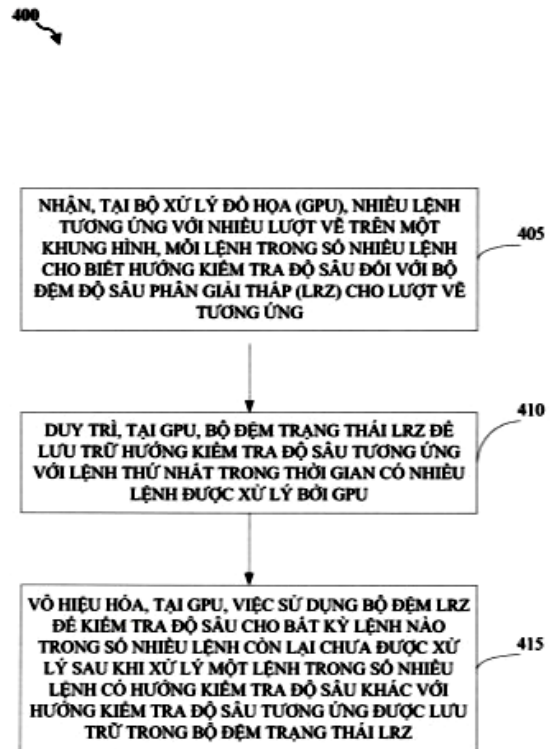 400
NHẬN, TẠI BỘ XỬ LÝ ĐỒ HỌA (GPU), NHIỀU LỆNH
TƯƠNG ỨNG VỚI NHIỀU LƯỢT VẼ TRÊN MỘT
KHUNG HÌNH, MỖI LỆNH TRONG SỐ NHIỀU LỆNH
CHO BIẾT HƯỚNG KIỂM TRA ĐỘ SÂU ĐỐI VỚI BỘ
ĐỆM ĐỘ SÂU PHÂN GIẢI THẤP (LRZ) CHO LƯỢT VẼ
TƯƠNG ỨNG
405
DUY TRÌ, TẠI GPU, BỘ ĐỆM TRẠNG THÁI LRZ ĐỂ
LƯU TRỮ HƯỚNG KIỂM TRA ĐỘ SÂU TƯƠNG ỨNG
VỚI LỆNH THỨ NHẤT TRONG THỜI GIAN CÓ NHIỀU
LỆNH ĐƯỢC XỬ LÝ BỞI GPU
410
VÔ HIỆU HÓA, TẠI GPU, VIỆC SỬ DỤNG BỘ ĐỆM LRZ
ĐỂ KIỂM TRA ĐỘ SÂU CHO BẤT KỲ LỆNH NÀO
TRONG SỐ NHIỀU LỆNH CÒN LẠI CHƯA ĐƯỢC XỬ
LÝ SAU KHI XỬ LÝ MỘT LỆNH TRONG SỐ NHIỀU
LỆNH CÓ HƯỚNG KIỂM TRA ĐỘ SÂU KHÁC VỚI
HƯỚNG KIỂM TRA ĐỘ SÂU TƯƠNG ỨNG ĐƯỢC LƯU
TRỮ TRONG BỘ ĐỆM TRẠNG THÁI LRZ
415